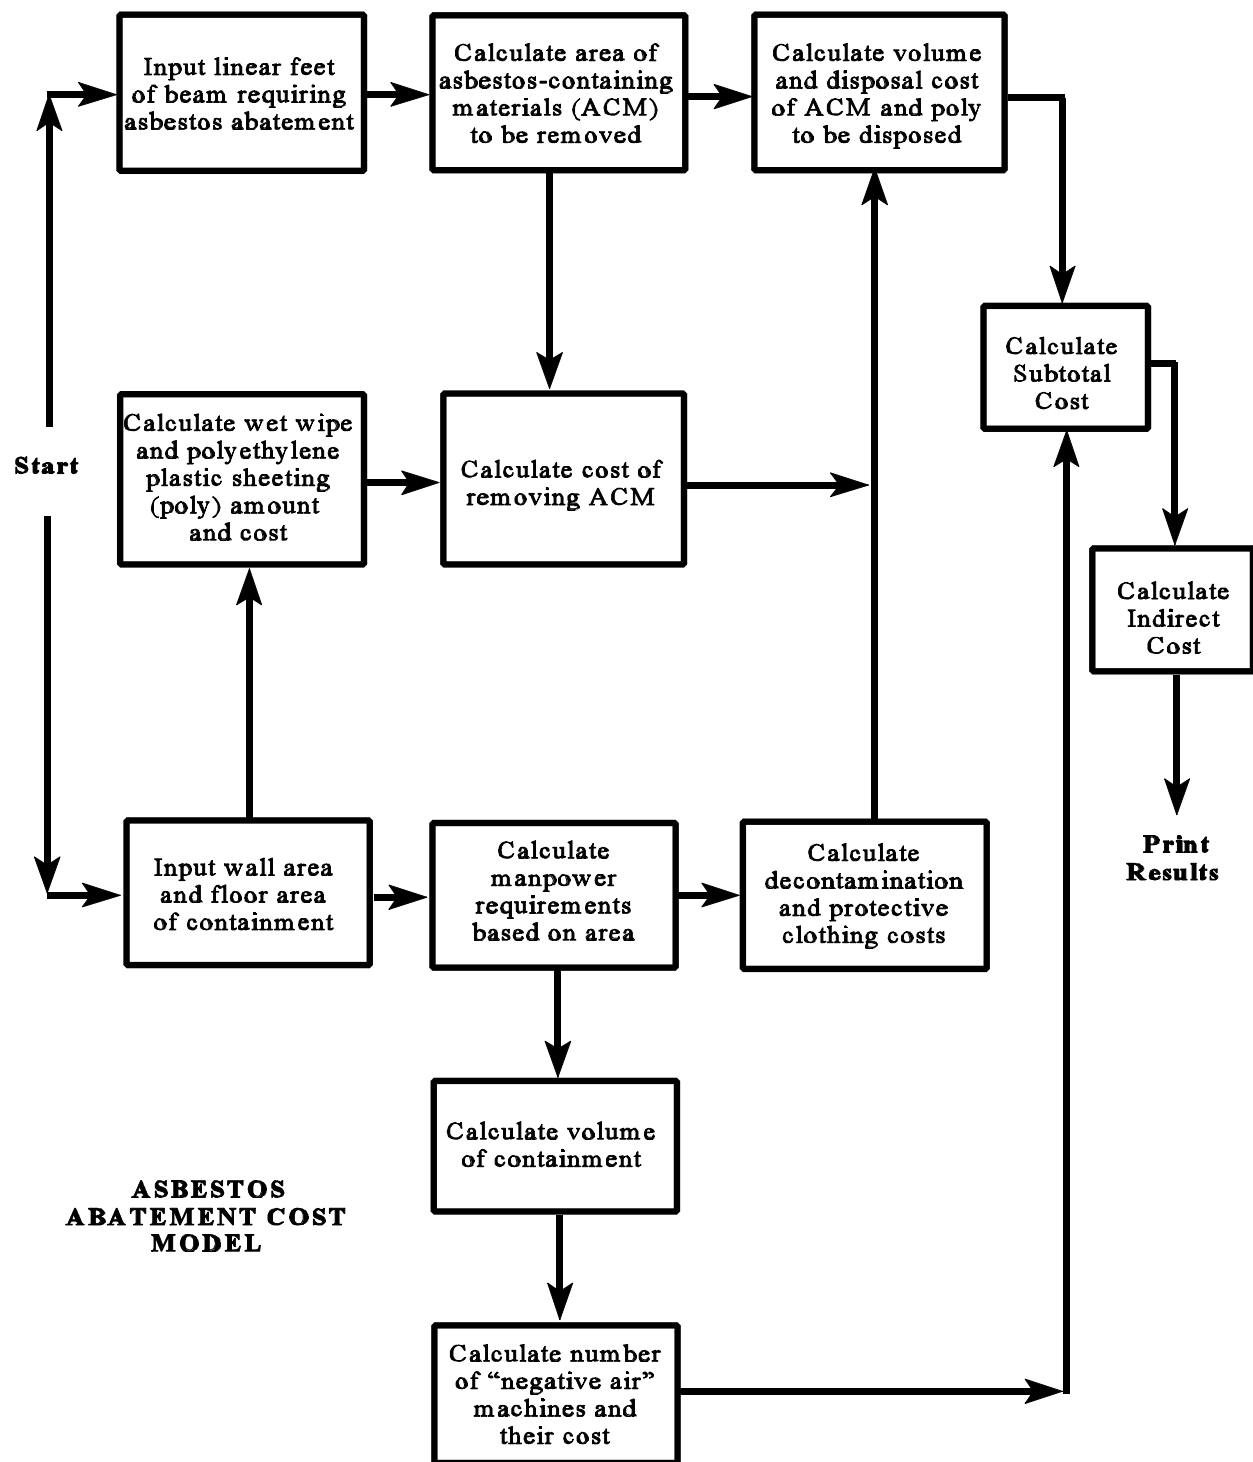 Input linear feet
of beam requiring
asbestos abatement
Calculate area of
asbestos-containing
materials (ACM)
to be removed
Calculate volume
and disposal cost
of ACM and poly
to be disposed
Calculate
Subtotal
Cost
Start
Calculate wet wipe
and polyethylene
plastic sheeting
(poly) amount
and cost
Calculate cost of
removing ACM
Calculate
Indirect
Cost
Input wall area
and floor area
of containment
Calculate
manpower
requirements
based on area
Calculate
decontamination
and protective
clothing costs
Print
Results
Calculate volume
of containment
ASBESTOS
ABATEMENT COST
MODEL
Calculate number
of “negative air”
machines and
their cost